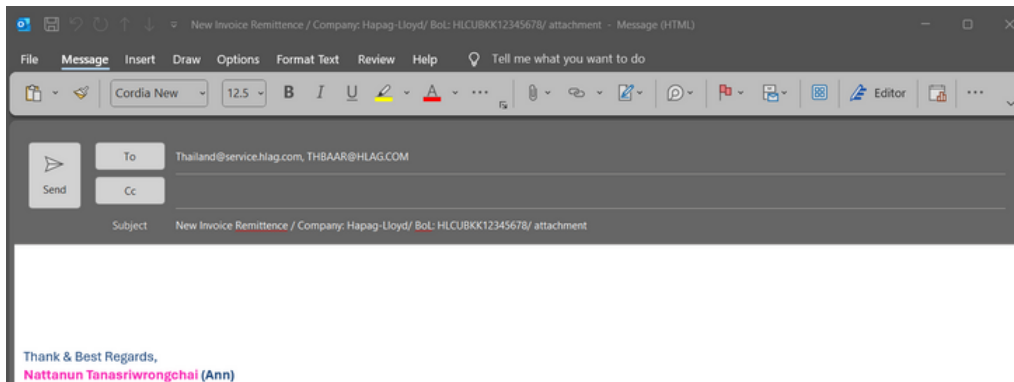 New Invoice Remittence / Company: Hapag-Lloyd/ BoL: HLCUBKK12345678/ attachment - Message (HTML)
File Message Insert Draw Options Format Text Review Help Tell me what you want to do
Cordia New 12.5 B I U A Editor
Send
To Thailand@service.hlag.com, THBAAR@HLAG.COM
Cc
Subject New Invoice Remittence / Company: Hapag-Lloyd/ BoL: HLCUBKK12345678/ attachment
Thank & Best Regards,
Nattanun Tanasriwrongchai (Ann)